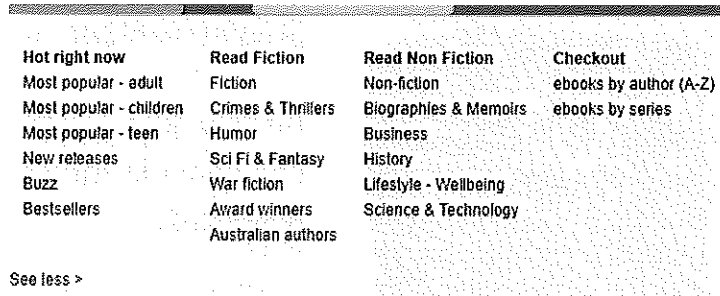 Hot right now
Most popular - adult
Most popular - children
Most popular - teen
New releases
Buzz
Bestsellers
Read Fiction
Fiction
Crimes & Thrillers
Humor
Sci Fi & Fantasy
War fiction
Award winners
Australian authors
Read Non Fiction
Non-fiction
Biographies & Memoirs
Business
History
Lifestyle - Wellbeing
Science & Technology
Checkout
ebooks by author (A-Z)
ebooks by series
See less >